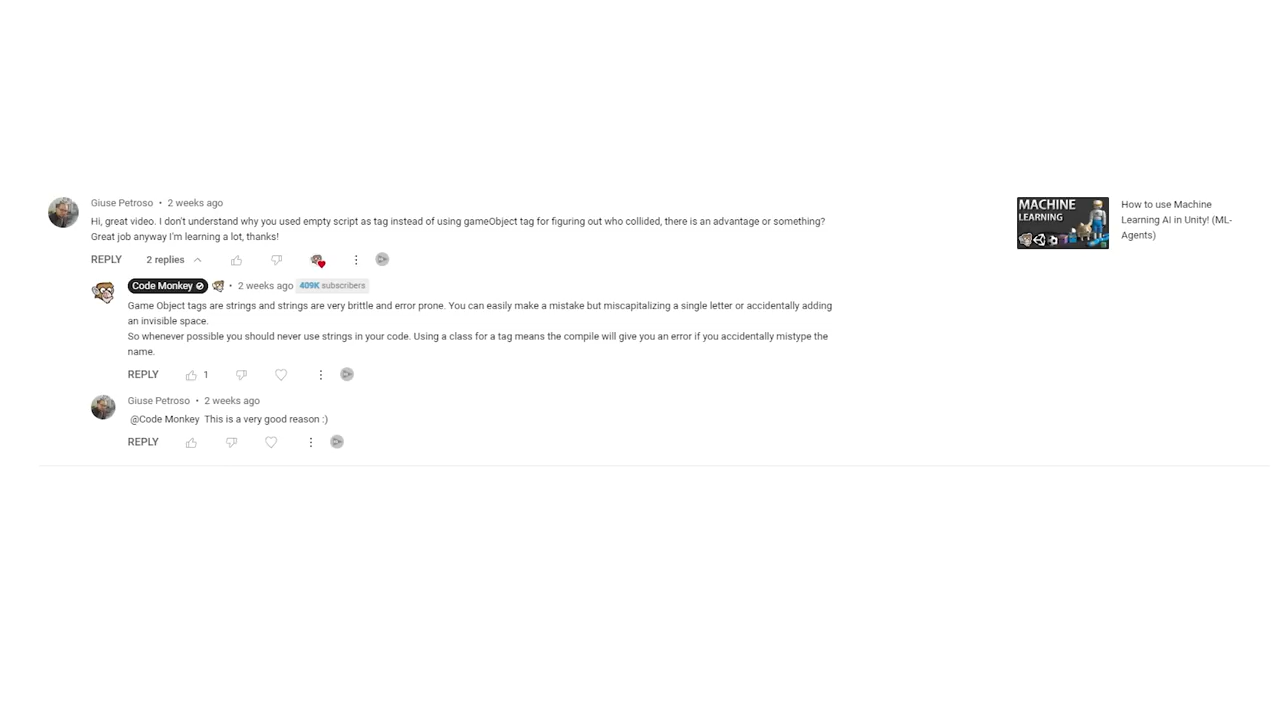 Giuse Petroso • 2 weeks ago
Hi, great video. I don't understand why you used empty script as tag instead of using gameObject tag for figuring out who collided, there is an advantage or something?
Great job anyway I'm learning a lot, thanks!
REPLY 2 replies
Code Monkey • 2 weeks ago 409K subscribers
Game Object tags are strings and strings are very brittle and error prone. You can easily make a mistake but miscapitalizing a single letter or accidentally adding
an invisible space.
So whenever possible you should never use strings in your code. Using a class for a tag means the compile will give you an error if you accidentally mistype the
name.
REPLY 1
Giuse Petroso • 2 weeks ago
@Code Monkey This is a very good reason :)
REPLY
MACHINE
LEARNING
How to use Machine
Learning AI in Unity! (ML-
Agents)